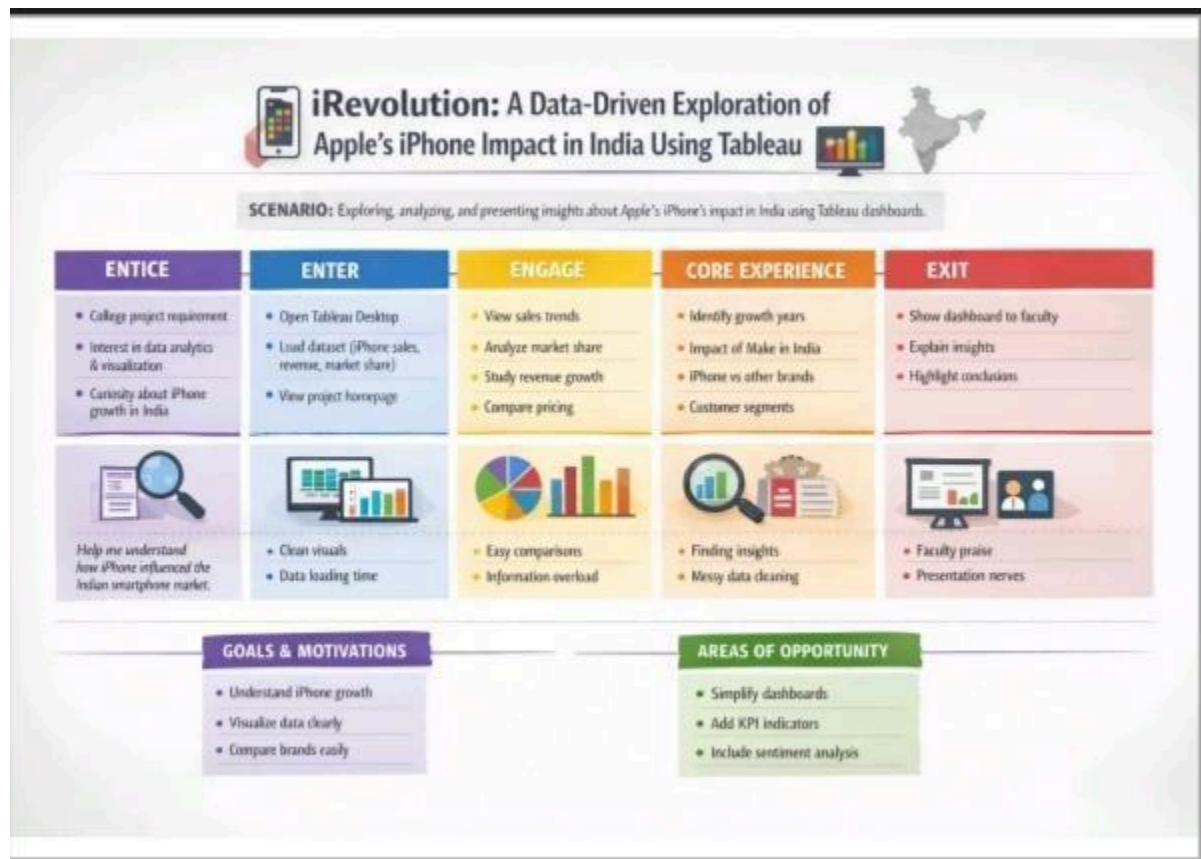 iRevolution: A Data-Driven Exploration of
Apple's iPhone Impact in India Using Tableau
SCENARIO: Exploring, analyzing, and presenting insights about Apple's iPhone's impact in India using Tableau dashboards.
ENTICE
• College project requirement
• Interest in data analytics
& visualization
• Curiosity about iPhone
growth in India
Help me understand
how iPhone influenced the
Indian smartphone market.
ENTER
• Open Tableau Desktop
• Load dataset (iPhone sales,
revenue, market share)
• View project homepage
• Clean visuals
• Data loading time
ENGAGE
• View sales trends
• Analyze market share
• Study revenue growth
• Compare pricing
• Easy comparisons
• Information overload
CORE EXPERIENCE
• Identify growth years
• Impact of Make in India
• iPhone vs other brands
• Customer segments
• Finding insights
• Messy data cleaning
EXIT
• Show dashboard to faculty
• Explain insights
• Highlight conclusions
• Faculty praise
• Presentation nerves
GOALS & MOTIVATIONS
• Understand iPhone growth
• Visualize data clearly
• Compare brands easily
AREAS OF OPPORTUNITY
• Simplify dashboards
• Add KPI indicators
• Include sentiment analysis